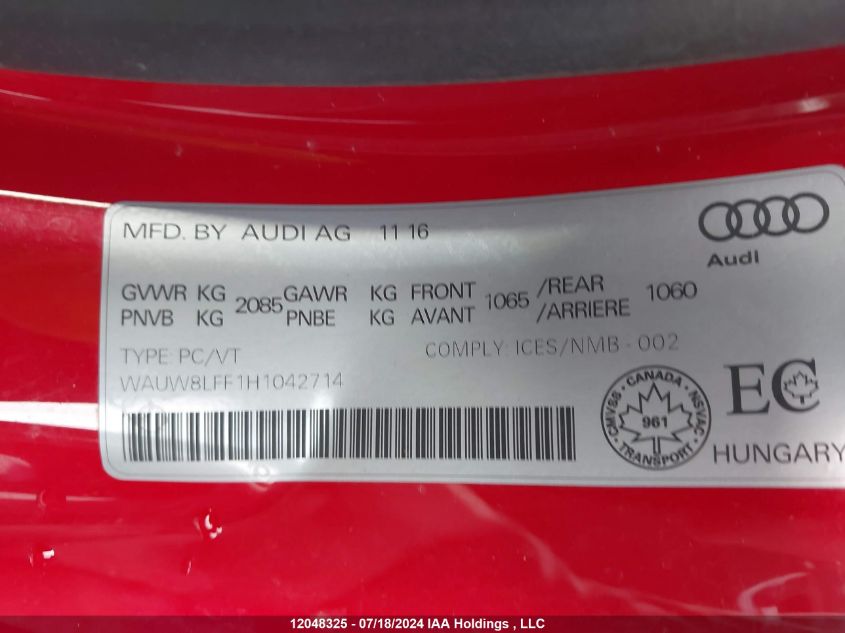 MFD. BY AUDI AG 11 16
Audi
GVWR KG 2085 GAWR KG FRONT 1065 /REAR 1060
PNVB KG PNBE KG AVANT /ARRIERE
TYPE: PC/VT COMPLY: ICES/NMB - 002
WAUW8LFF1H1042714
CANADA
CMVSS 961 NSVAC
TRANSPORT
EC
HUNGARY
12048325 - 07/18/2024 IAA Holdings , LLC